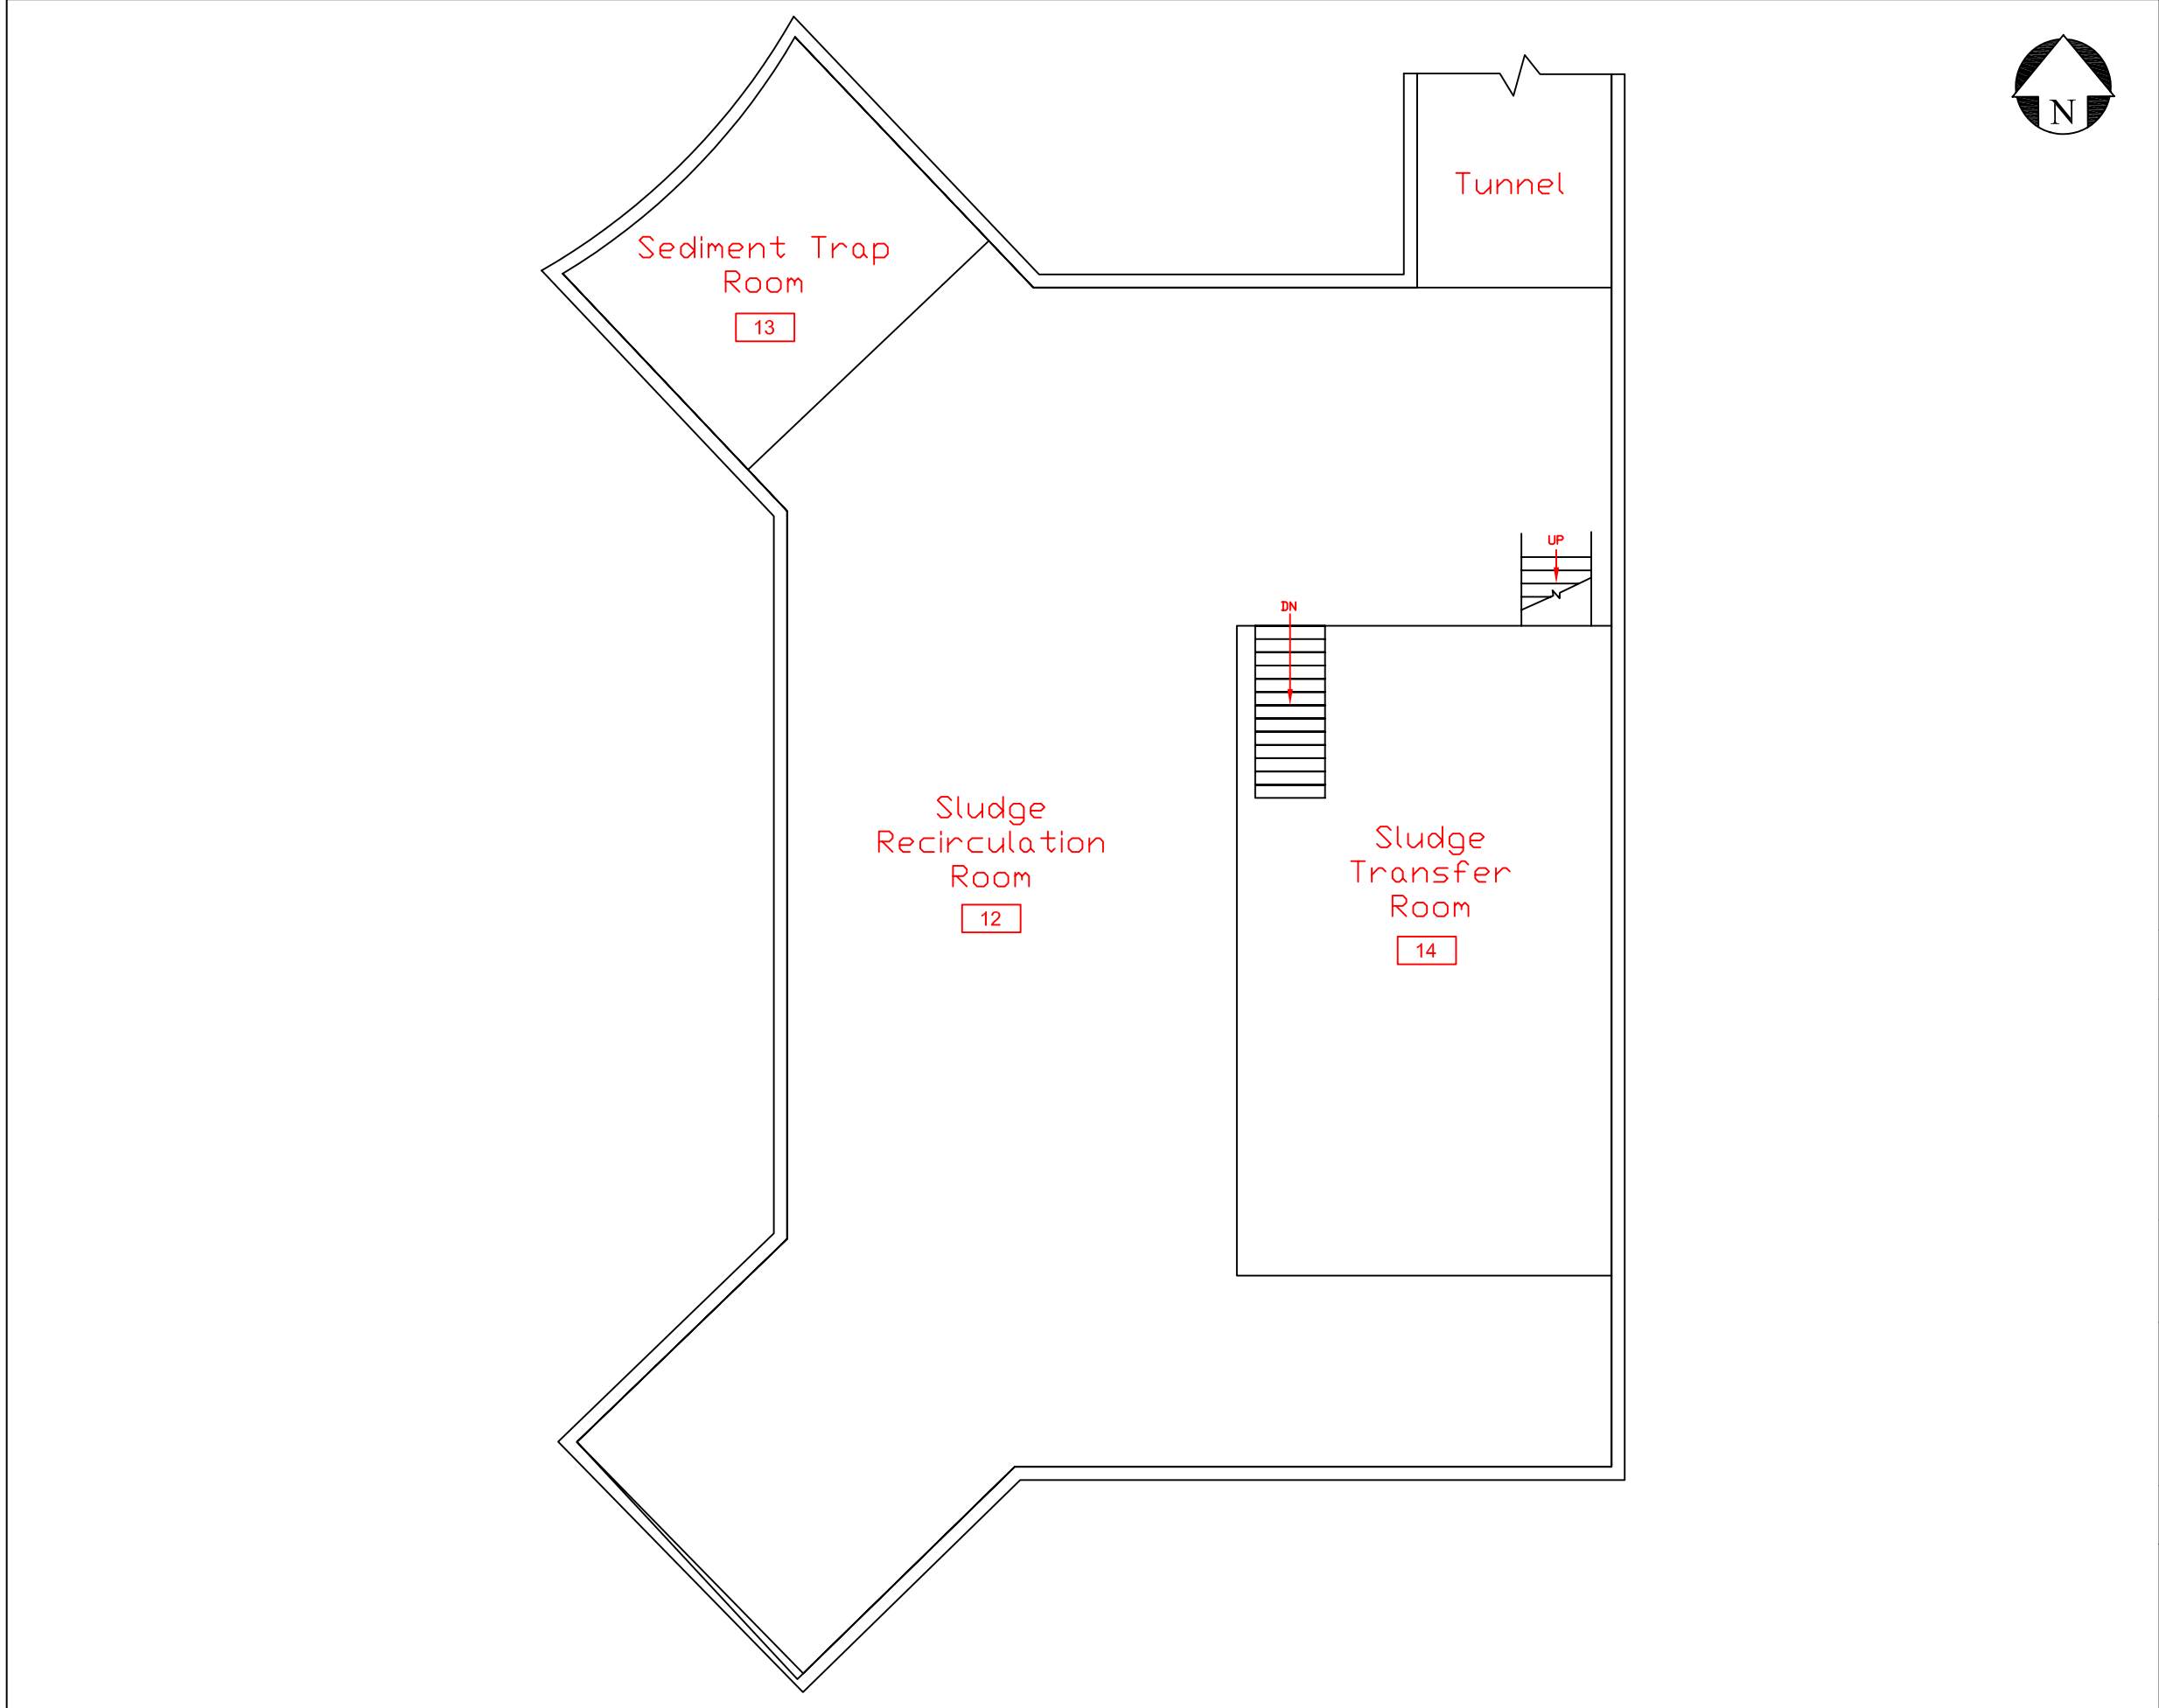 N
Tunnel
Sediment Trap
Room
13
UP
DN
Sludge
Recirculation
Room
12
Sludge
Transfer
Room
14